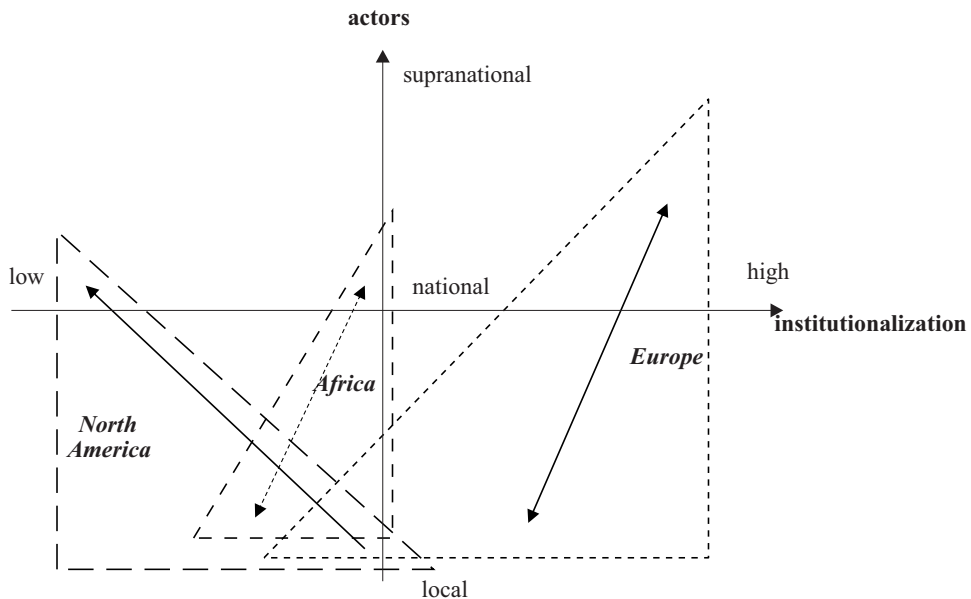 actors
supranational
low
national
high
institutionalization
Europe
Africa
North
America
local